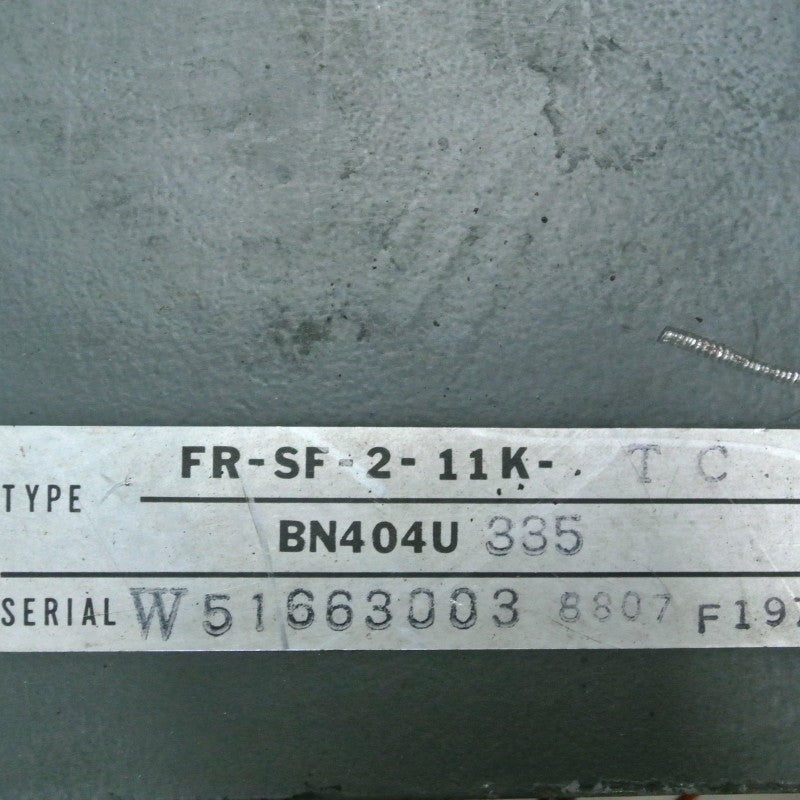 TYPE FR-SF-2-11K- TC
BN404U 335
SERIAL W51663003 8807 F19